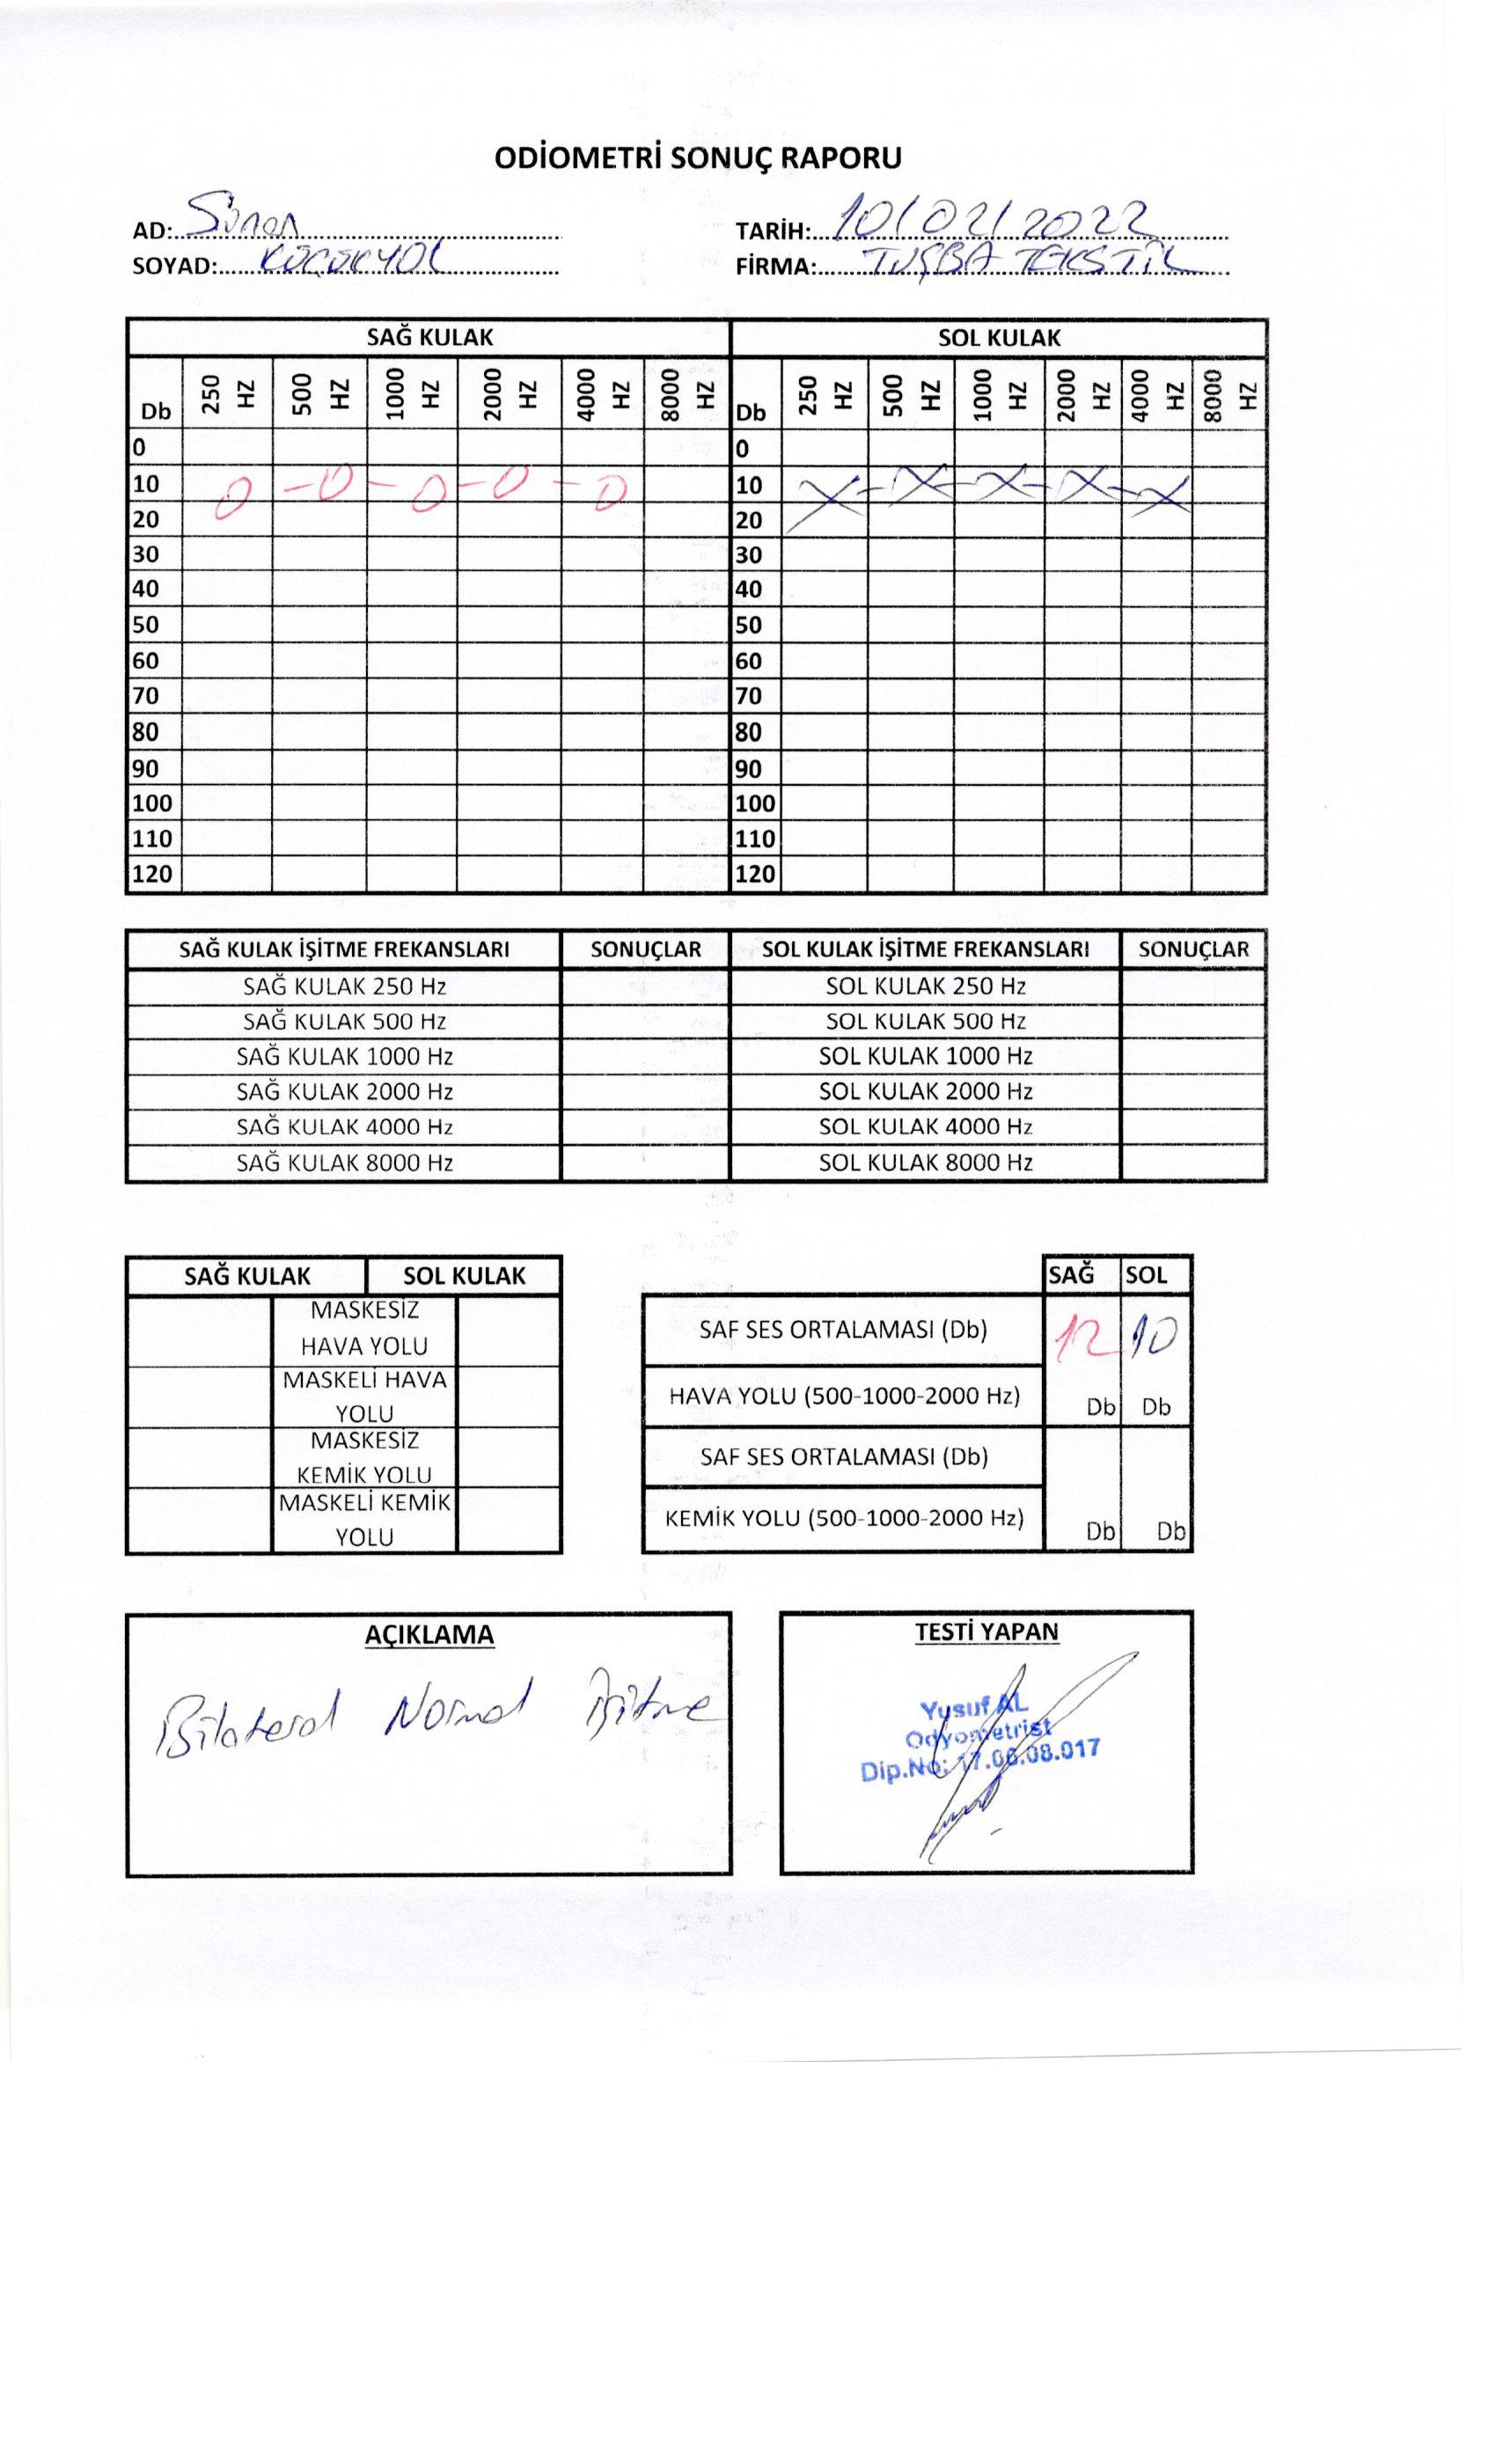 ODİOMETRİ SONUÇ RAPORU
AD: Sinan TARİH: 10/02/2022
SOYAD: KÜÇÜKYOL FİRMA: TUŞBA TEKSTİL
SAĞ KULAK SOL KULAK
Db 250 HZ 500 HZ 1000 HZ 2000 HZ 4000 HZ 8000 HZ Db 250 HZ 500 HZ 1000 HZ 2000 HZ 4000 HZ 8000 HZ
0 0
10 O - O - O - O - O 10 X - X - X - X - X
20 20
30 30
40 40
50 50
60 60
70 70
80 80
90 90
100 100
110 110
120 120
SAĞ KULAK İŞİTME FREKANSLARI SONUÇLAR SOL KULAK İŞİTME FREKANSLARI SONUÇLAR
SAĞ KULAK 250 Hz SOL KULAK 250 Hz
SAĞ KULAK 500 Hz SOL KULAK 500 Hz
SAĞ KULAK 1000 Hz SOL KULAK 1000 Hz
SAĞ KULAK 2000 Hz SOL KULAK 2000 Hz
SAĞ KULAK 4000 Hz SOL KULAK 4000 Hz
SAĞ KULAK 8000 Hz SOL KULAK 8000 Hz
SAĞ KULAK SOL KULAK
MASKESİZ
HAVA YOLU
MASKELİ HAVA
YOLU
MASKESİZ
KEMİK YOLU
MASKELİ KEMİK
YOLU
SAĞ SOL
SAF SES ORTALAMASI (Db) 12 10
HAVA YOLU (500-1000-2000 Hz) Db Db
SAF SES ORTALAMASI (Db)
KEMİK YOLU (500-1000-2000 Hz) Db Db
AÇIKLAMA
Bilateral Normal İşitme
TESTİ YAPAN
Yusuf AL
Odyometrist
Dip.No: 17.06.08.017